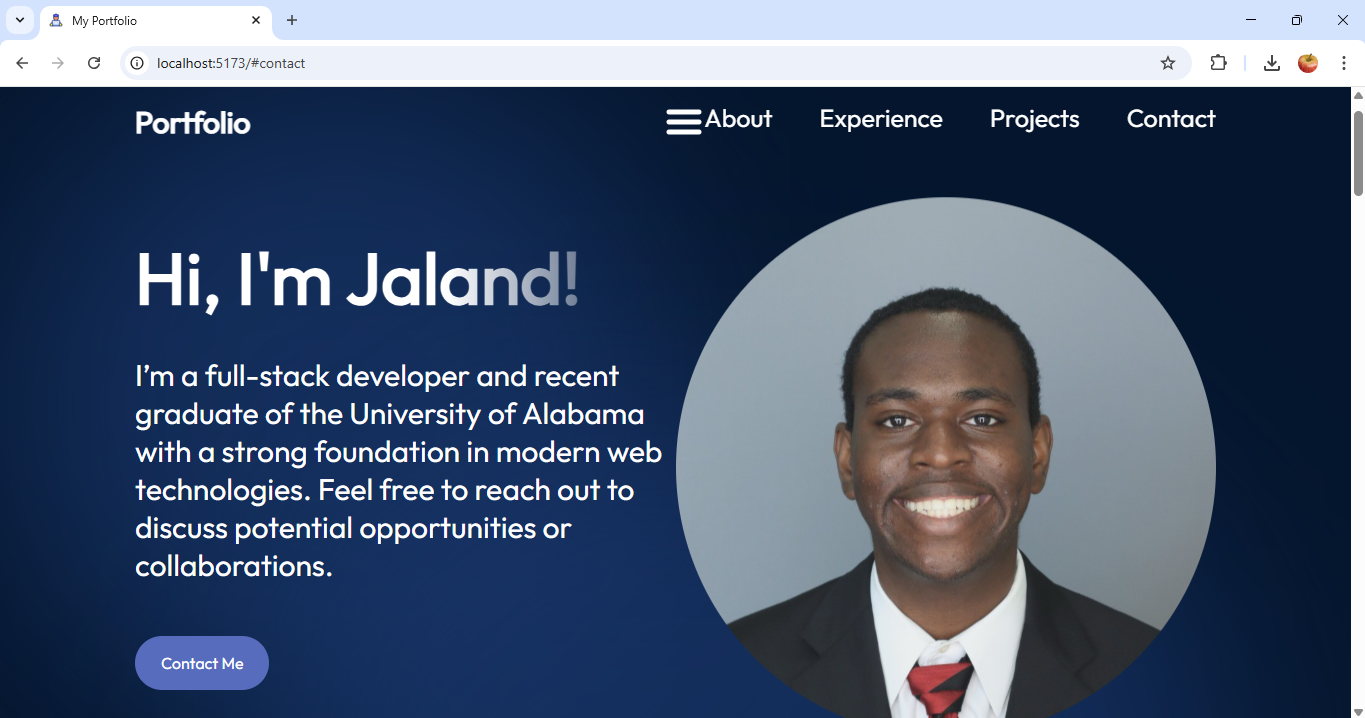 My Portfolio
localhost:5173/#contact
Portfolio
About Experience Projects Contact
Hi, I'm Jaland!
I’m a full-stack developer and recent
graduate of the University of Alabama
with a strong foundation in modern web
technologies. Feel free to reach out to
discuss potential opportunities or
collaborations.
Contact Me